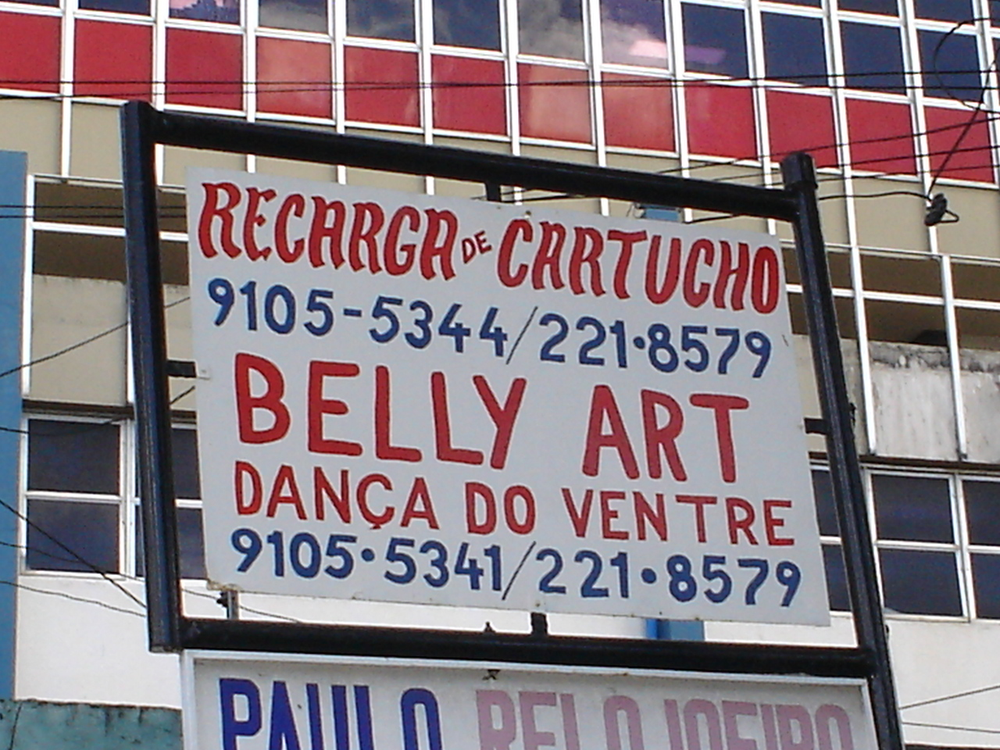 RECARGA DE CARTUCHO
9105-5344/221·8579
BELLY ART
DANÇA DO VENTRE
9105·5341/221·8579
PAULO RELOJOEIRO